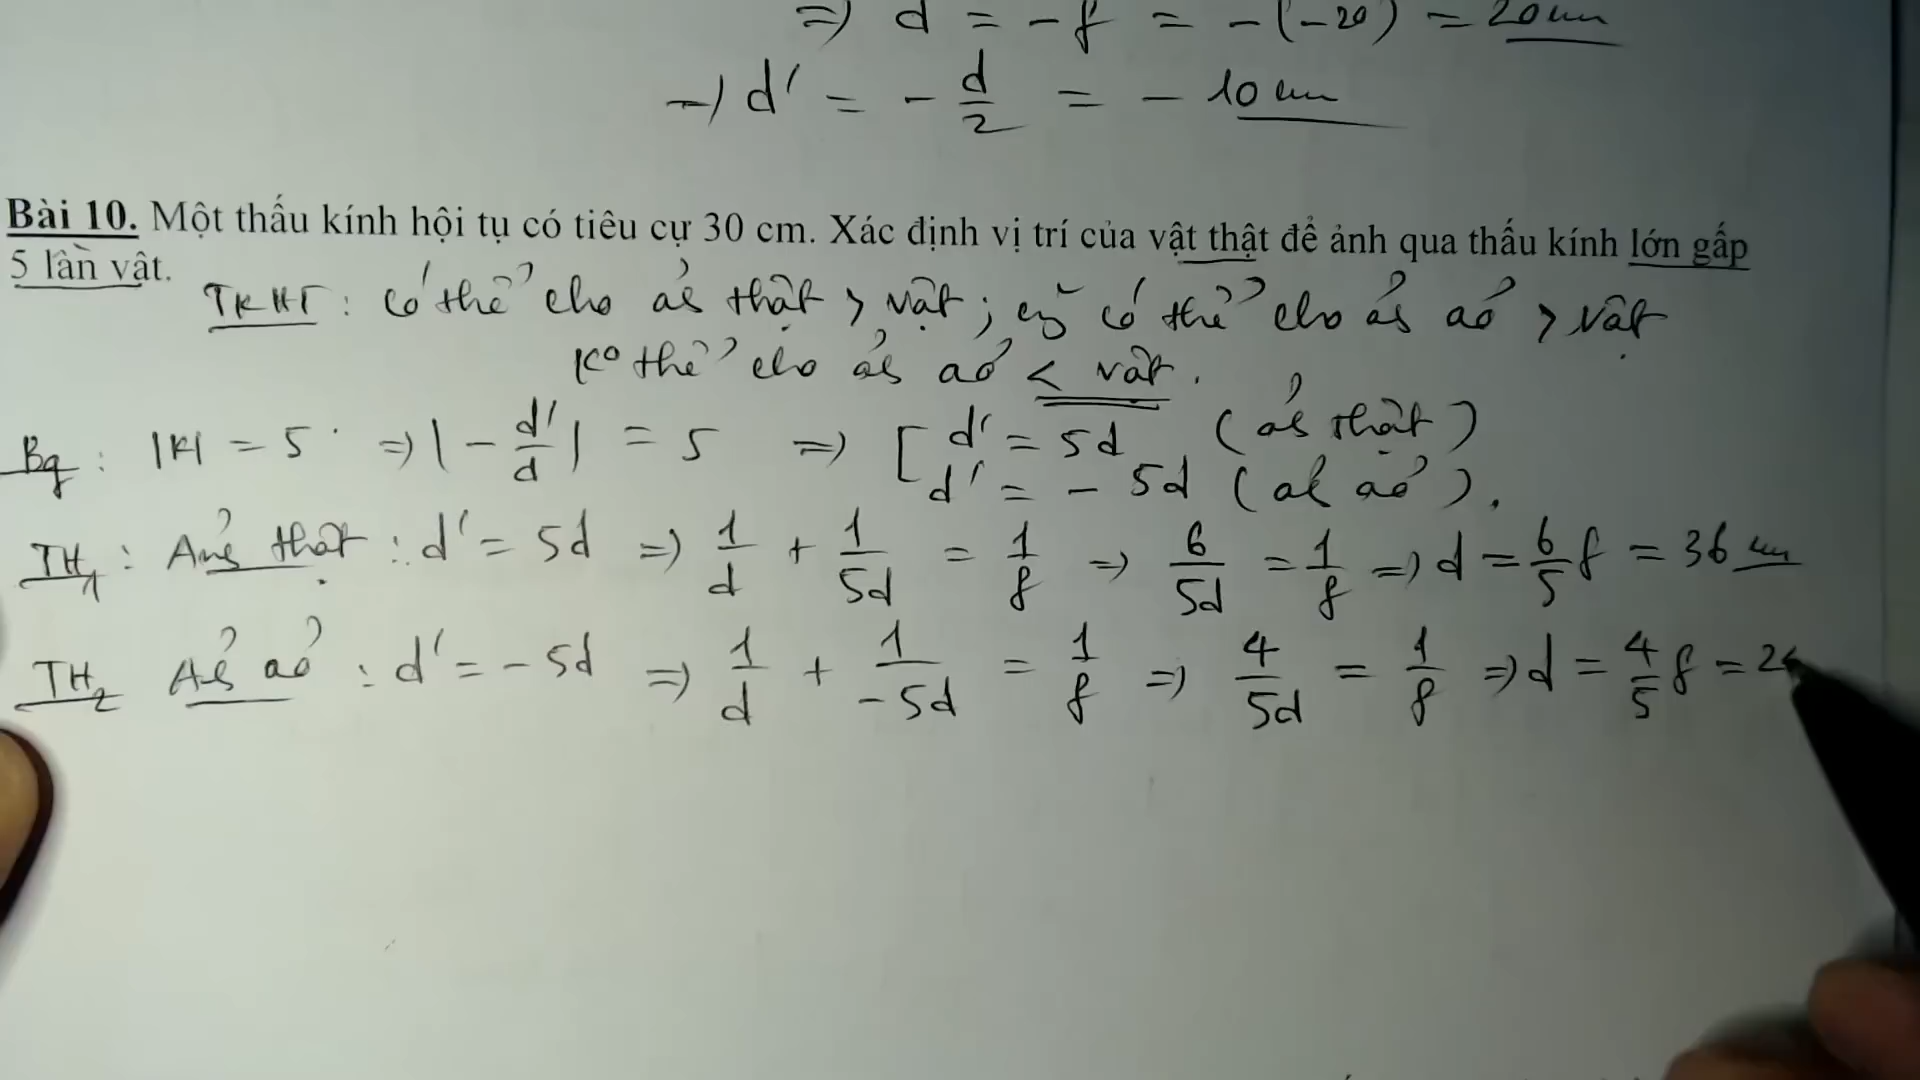 => d = -f = -(-20) = 20cm
→ d' = - d/2 = - 10cm
Bài 10. Một thấu kính hội tụ có tiêu cự 30 cm. Xác định vị trí của vật thật để ảnh qua thấu kính lớn gấp
5 lần vật.
TKHT : có thể cho ả thật > vật ; cg có thể cho ả ảo > vật
Ko thể cho ả ảo < vật.
Bg : |k| = 5 => |- d'/d| = 5 => [ d' = 5d (ả thật)
d' = - 5d (ả ảo).
TH1 : Ảnh thật : d' = 5d => 1/d + 1/5d = 1/f => 6/5d = 1/f => d = 6/5 f = 36 cm
TH2 Ả ảo : d' = - 5d => 1/d + 1/-5d = 1/f => 4/5d = 1/f => d = 4/5 f = 2